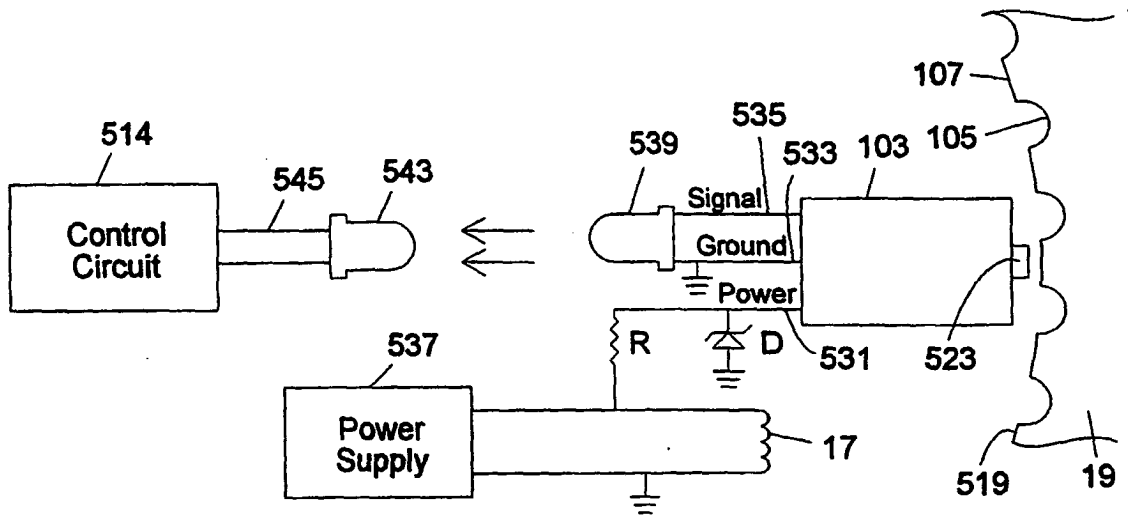 107
105
514
545
543
539
535
533
103
Signal
Ground
Power
Control
Circuit
R
D
531
523
537
Power
Supply
17
519
19